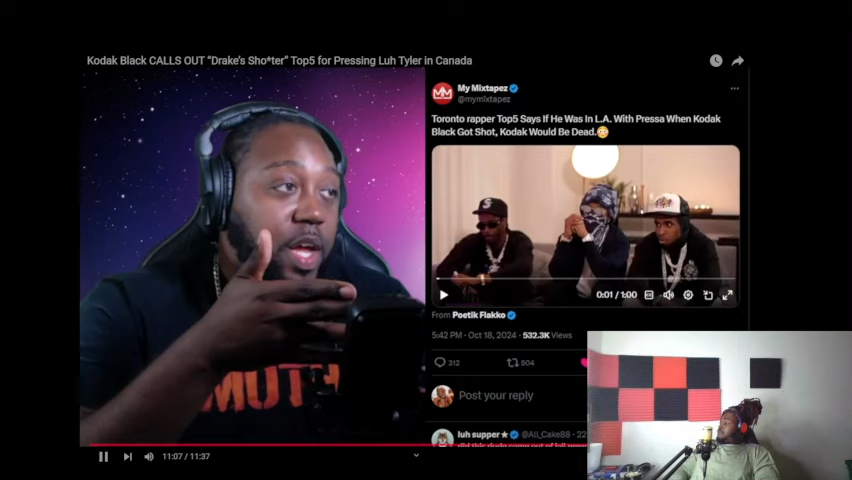 Kodak Black CALLS OUT “Drake’s Sho*ter” Top5 for Pressing Luh Tyler in Canada
My Mixtapez
@mymixtapez
Toronto rapper Top5 Says If He Was In L.A. With Pressa When Kodak
Black Got Shot, Kodak Would Be Dead.
0:01 / 1:00
From Poetik Flakko
5:42 PM · Oct 18, 2024 · 532.3K Views
312
504
Post your reply
luh supper @All_Cake88 · 22
11:07 / 11:37